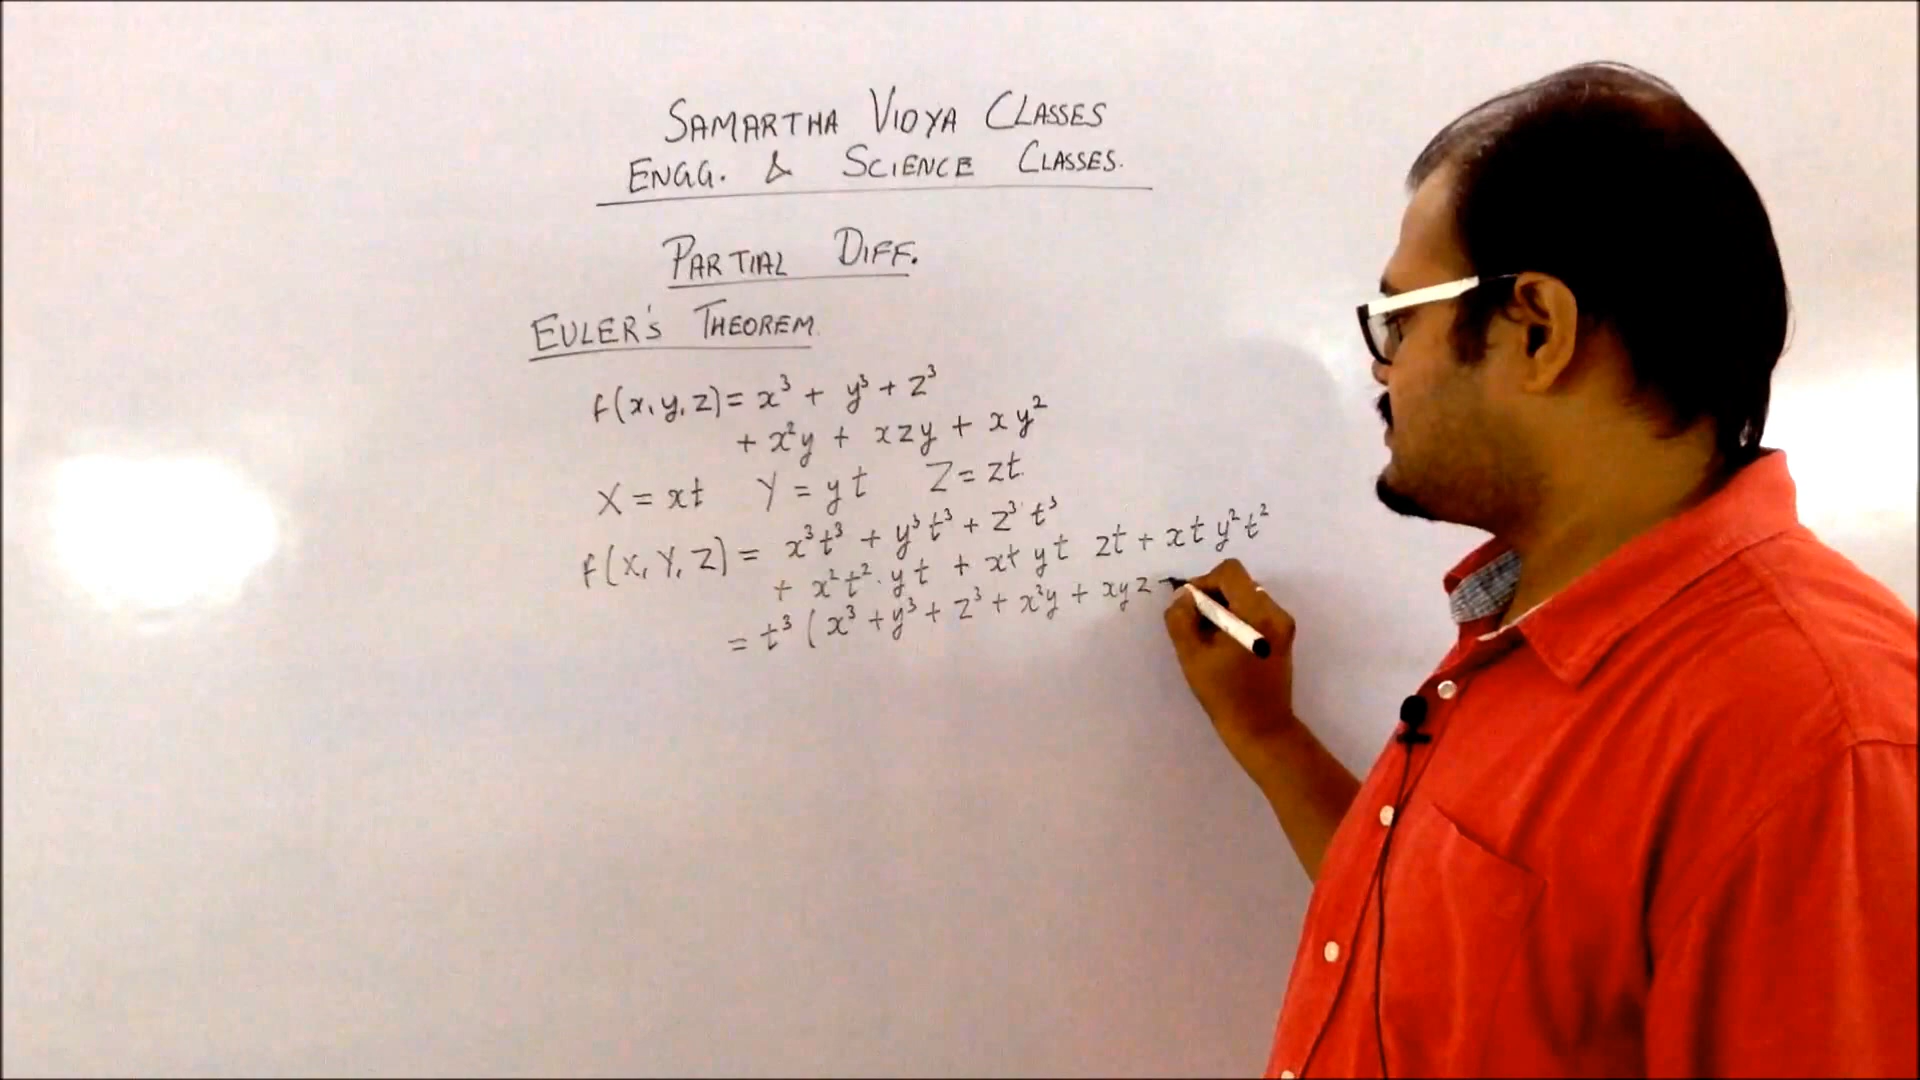 SAMARTHA VIDYA CLASSES
ENGG. & SCIENCE CLASSES.
PARTIAL DIFF.
EULER'S THEOREM
f(x,y,z) = x³ + y³ + z³
+ x²y + xzy + xy²
X = xt Y = yt Z = zt
f(X,Y,Z) = x³t³ + y³t³ + z³t³
+ x²t².yt + xt yt zt + xt y²t²
= t³ (x³ + y³ + z³ + x²y + xyz